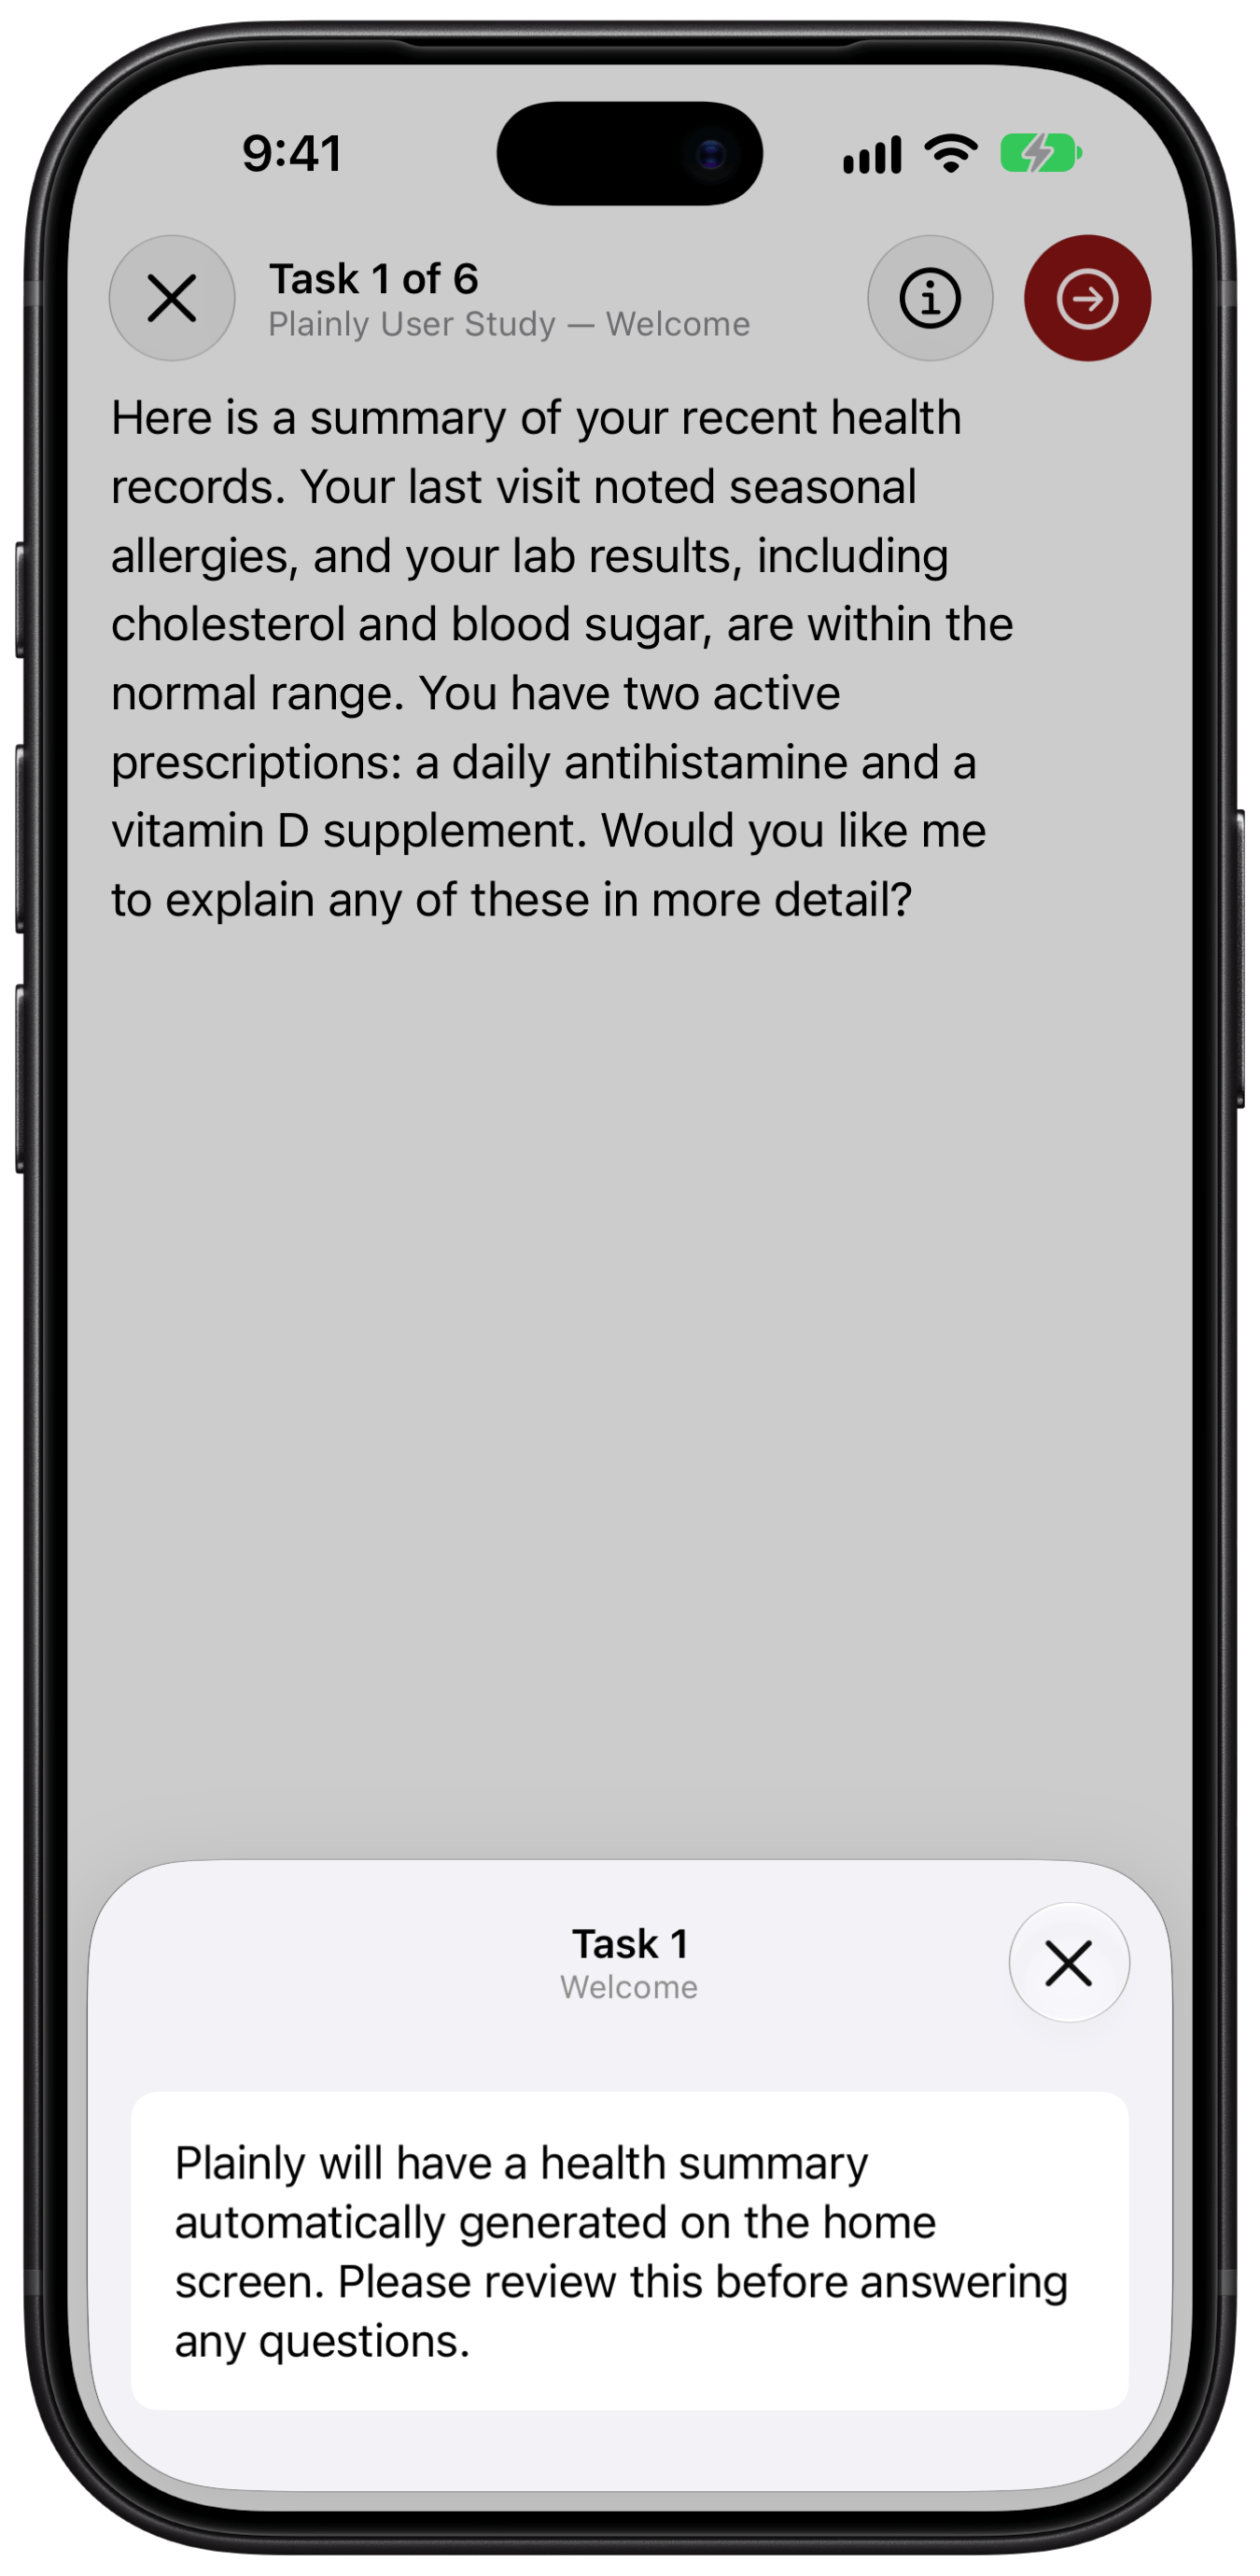 9:41
Task 1 of 6
Plainly User Study — Welcome
Here is a summary of your recent health
records. Your last visit noted seasonal
allergies, and your lab results, including
cholesterol and blood sugar, are within the
normal range. You have two active
prescriptions: a daily antihistamine and a
vitamin D supplement. Would you like me
to explain any of these in more detail?
Task 1
Welcome
Plainly will have a health summary
automatically generated on the home
screen. Please review this before answering
any questions.